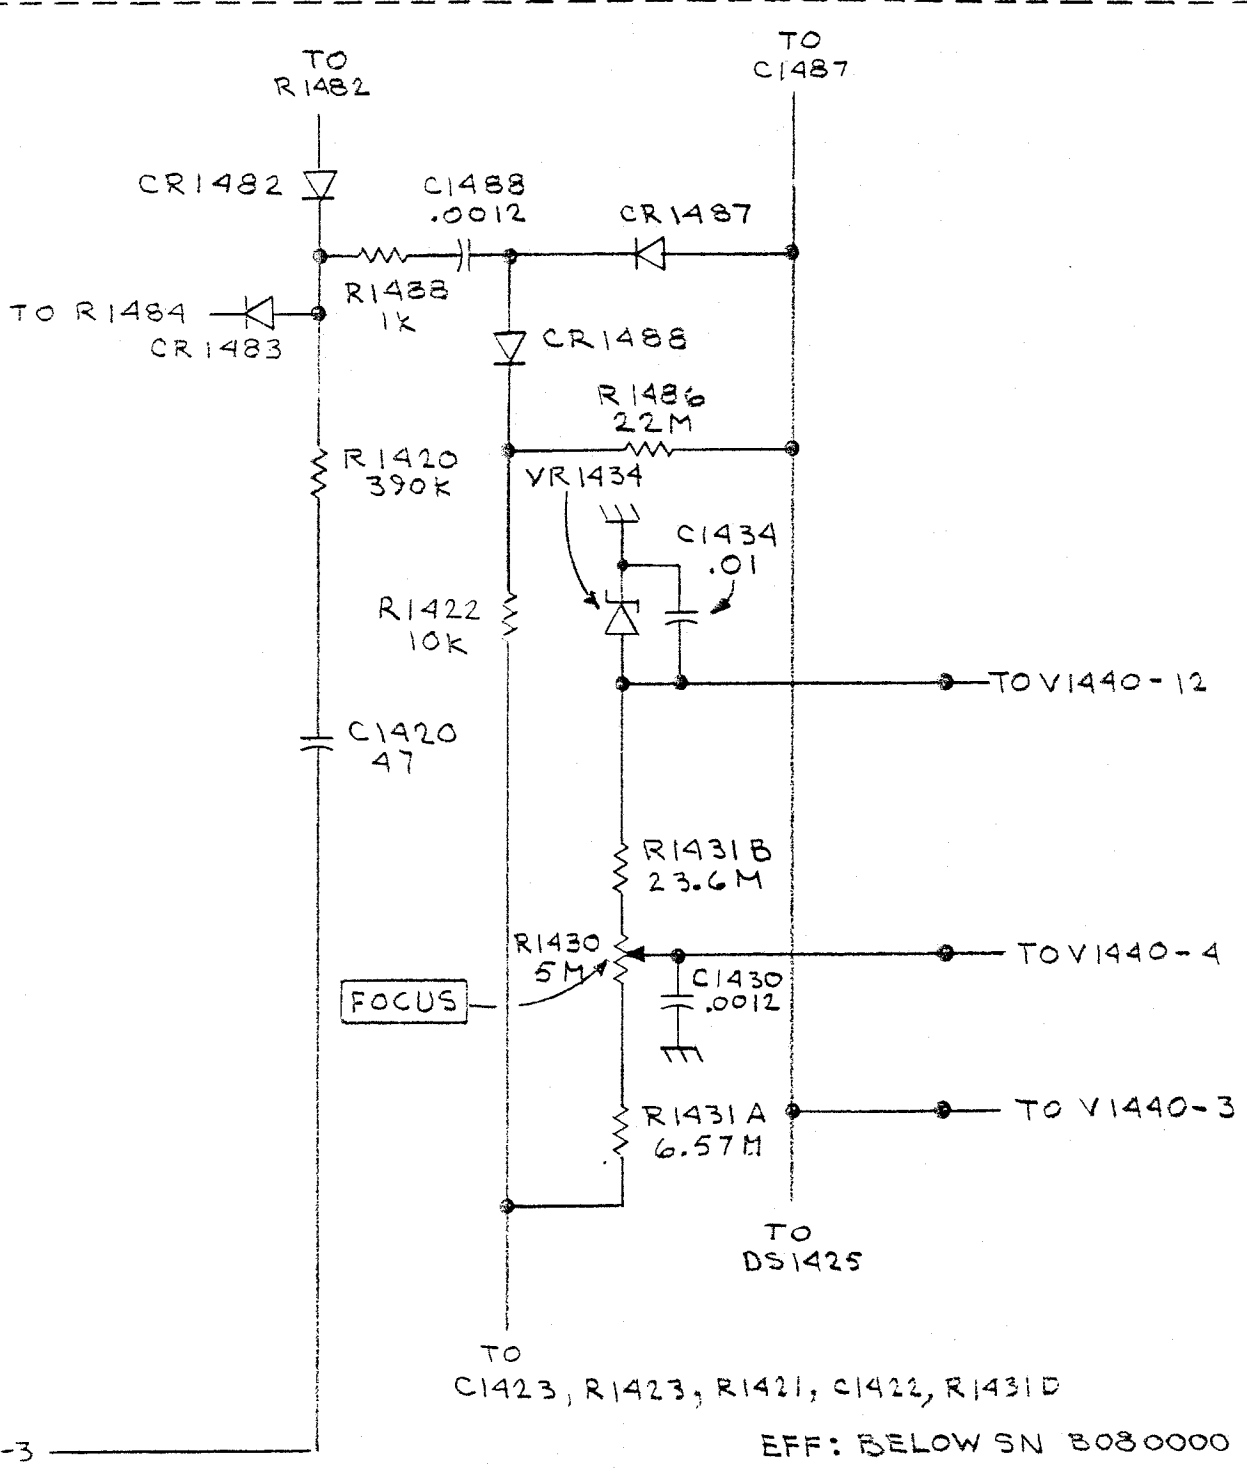 TO
R1482
TO
C1487
CR1482
C1488
.0012
CR1487
R1488
1K
TO R1484
CR1483
CR1488
R1486
22M
R1420
390K
VR1434
C1434
.01
R1422
10K
TO V1440-12
C1420
47
R1431B
23.6M
R1430
5M
TO V1440-4
C1430
.0012
FOCUS
R1431A
6.57M
TO V1440-3
TO
DS1425
TO
C1423, R1423, R1421, C1422, R1431D
-3
EFF: BELOW SN B080000